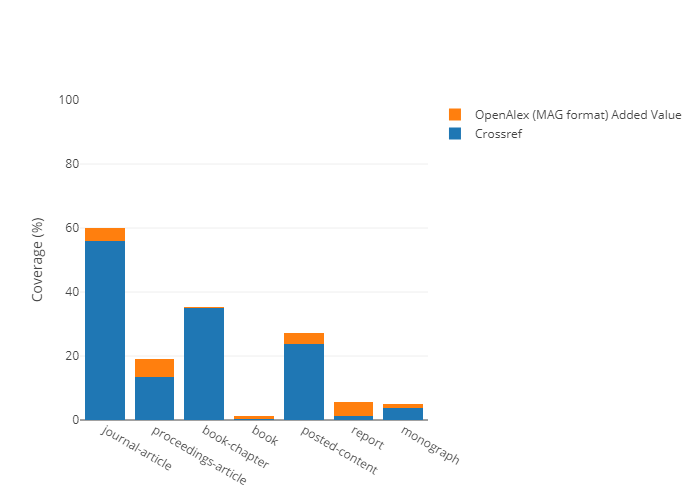 OpenAlex (MAG format) Added Value
Crossref
Coverage (%)
100
80
60
40
20
0
journal-article
proceedings-article
book-chapter
book
posted-content
report
monograph